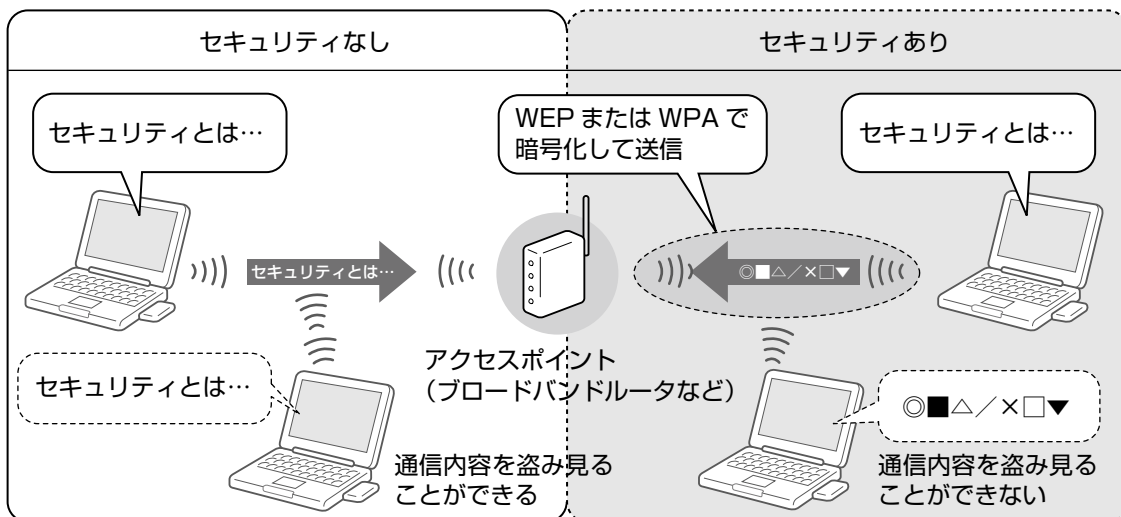 セキュリティなし
セキュリティとは…
セキュリティとは…
セキュリティとは…
通信内容を盗み見る
ことができる
アクセスポイント
（ブロードバンドルータなど）
セキュリティあり
WEP または WPA で
暗号化して送信
セキュリティとは…
◎■△／×□▼
◎■△／×□▼
通信内容を盗み見る
ことができない